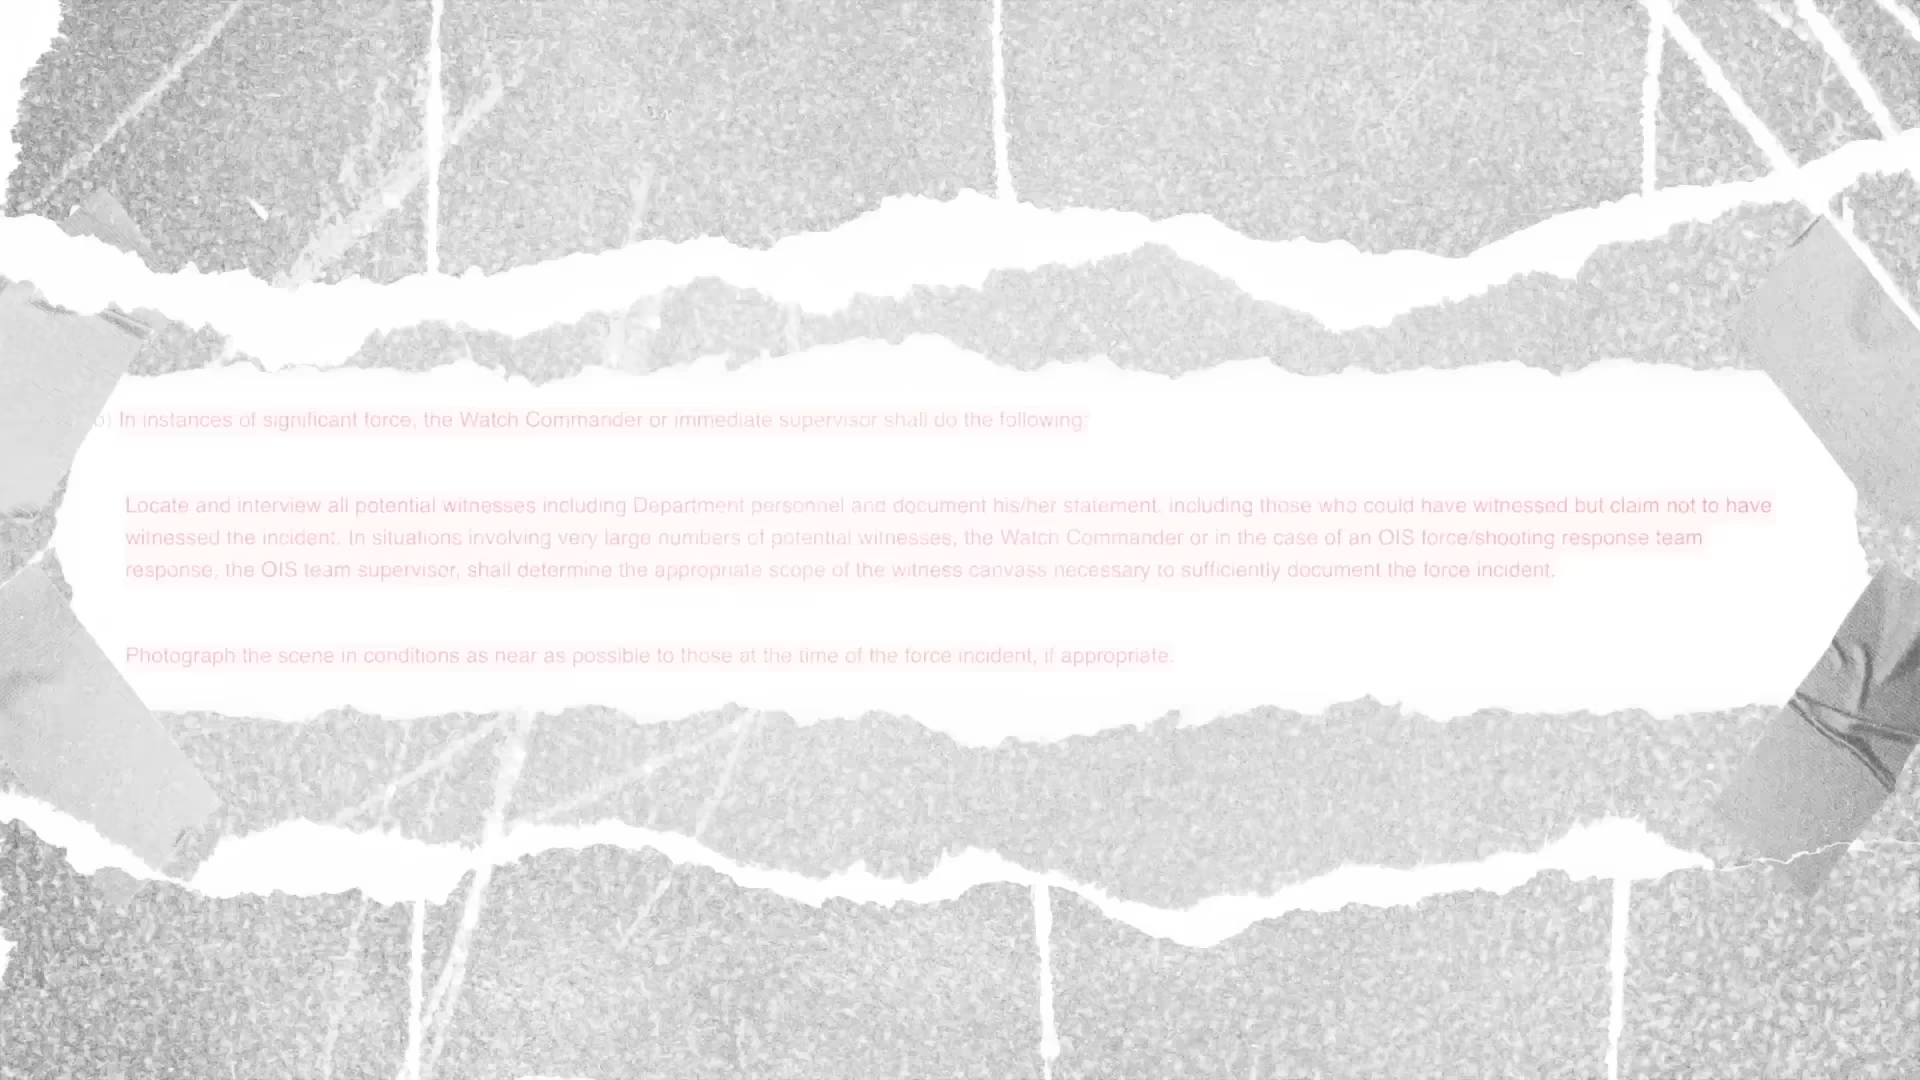 b) In instances of significant force, the Watch Commander or immediate supervisor shall do the following:
Locate and interview all potential witnesses including Department personnel and document his/her statement, including those who could have witnessed but claim not to have
witnessed the incident. In situations involving very large numbers of potential witnesses, the Watch Commander or in the case of an OIS force/shooting response team
response, the OIS team supervisor, shall determine the appropriate scope of the witness canvass necessary to sufficiently document the force incident.
Photograph the scene in conditions as near as possible to those at the time of the force incident, if appropriate.